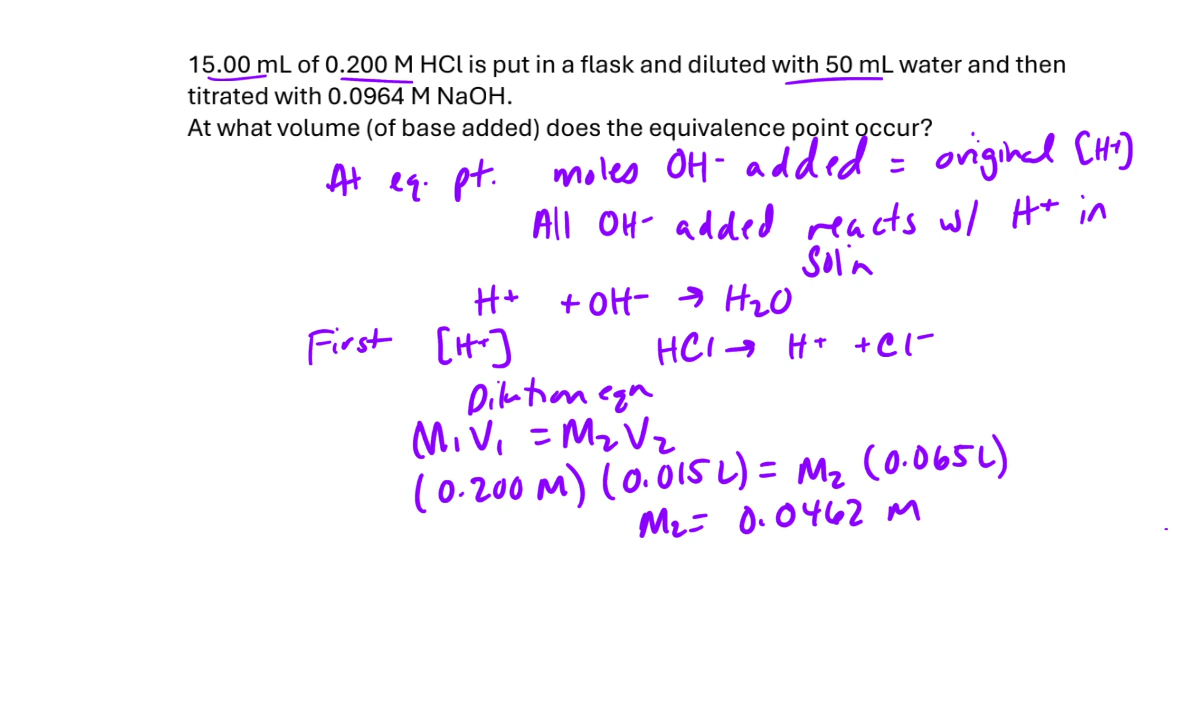 15.00 mL of 0.200 M HCl is put in a flask and diluted with 50 mL water and then
titrated with 0.0964 M NaOH.
At what volume (of base added) does the equivalence point occur?
At eq. pt. moles OH- added = original [H+]
All OH- added reacts w/ H+ in
Sol'n
H+ + OH- → H2O
First [H+] HCl → H+ + Cl-
Dilution eqn
M1V1 = M2V2
(0.200 M) (0.015 L) = M2 (0.065L)
M2 = 0.0462 M